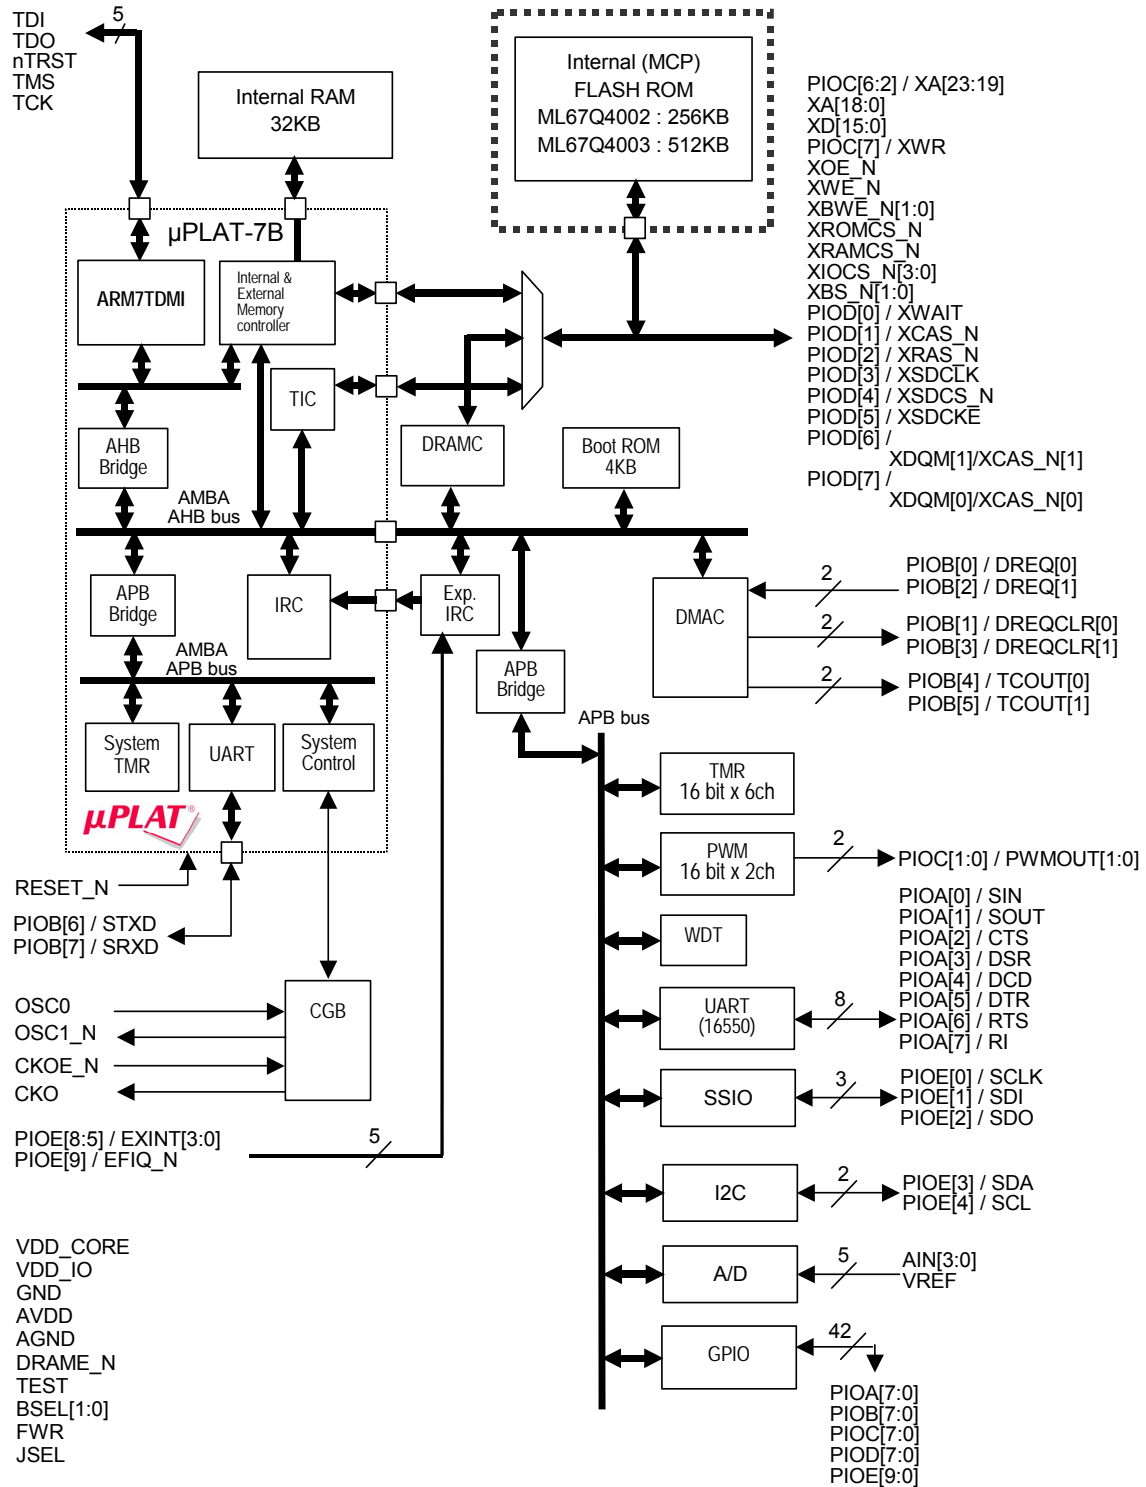 TDI
TDO
nTRST
TMS
TCK
5
Internal RAM
32KB
Internal (MCP)
FLASH ROM
ML67Q4002 : 256KB
ML67Q4003 : 512KB
PIOC[6:2] / XA[23:19]
XA[18:0]
XD[15:0]
PIOC[7] / XWR
XOE_N
XWE_N
XBWE_N[1:0]
XROMCS_N
XRAMCS_N
XIOCS_N[3:0]
XBS_N[1:0]
PIOD[0] / XWAIT
PIOD[1] / XCAS_N
PIOD[2] / XRAS_N
PIOD[3] / XSDCLK
PIOD[4] / XSDCS_N
PIOD[5] / XSDCKE
PIOD[6] /
XDQM[1]/XCAS_N[1]
PIOD[7] /
XDQM[0]/XCAS_N[0]
µPLAT-7B
ARM7TDMI
Internal &
External
Memory
controller
TIC
AHB
Bridge
DRAMC
Boot ROM
4KB
AMBA
AHB bus
APB
Bridge
IRC
Exp.
IRC
DMAC
2
PIOB[0] / DREQ[0]
PIOB[2] / DREQ[1]
2
PIOB[1] / DREQCLR[0]
PIOB[3] / DREQCLR[1]
2
PIOB[4] / TCOUT[0]
PIOB[5] / TCOUT[1]
AMBA
APB bus
APB
Bridge
APB bus
System
TMR
UART
System
Control
µPLAT®
TMR
16 bit x 6ch
PWM
16 bit x 2ch
2
PIOC[1:0] / PWMOUT[1:0]
RESET_N
PIOB[6] / STXD
PIOB[7] / SRXD
WDT
PIOA[0] / SIN
PIOA[1] / SOUT
PIOA[2] / CTS
PIOA[3] / DSR
PIOA[4] / DCD
PIOA[5] / DTR
PIOA[6] / RTS
PIOA[7] / RI
UART
(16550)
8
OSC0
OSC1_N
CKOE_N
CKO
CGB
SSIO
3
PIOE[0] / SCLK
PIOE[1] / SDI
PIOE[2] / SDO
PIOE[8:5] / EXINT[3:0]
PIOE[9] / EFIQ_N
5
I2C
2
PIOE[3] / SDA
PIOE[4] / SCL
A/D
5
AIN[3:0]
VREF
GPIO
42
PIOA[7:0]
PIOB[7:0]
PIOC[7:0]
PIOD[7:0]
PIOE[9:0]
VDD_CORE
VDD_IO
GND
AVDD
AGND
DRAME_N
TEST
BSEL[1:0]
FWR
JSEL